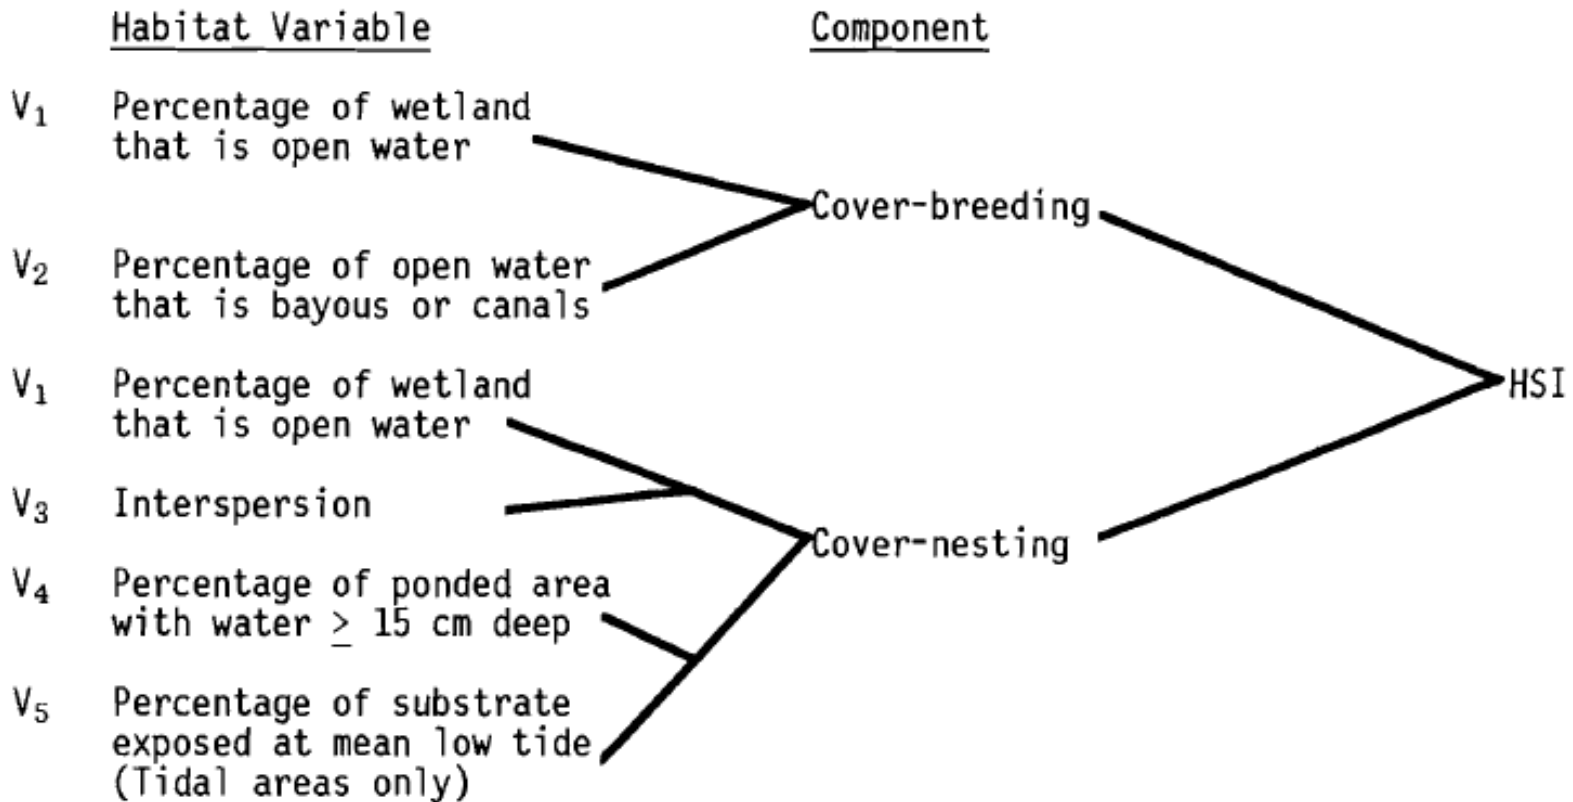 Habitat Variable Component
V₁ Percentage of wetland
that is open water
Cover-breeding
V₂ Percentage of open water
that is bayous or canals
V₁ Percentage of wetland
that is open water
HSI
V₃ Interspersion
Cover-nesting
V₄ Percentage of ponded area
with water ≥ 15 cm deep
V₅ Percentage of substrate
exposed at mean low tide
(Tidal areas only)